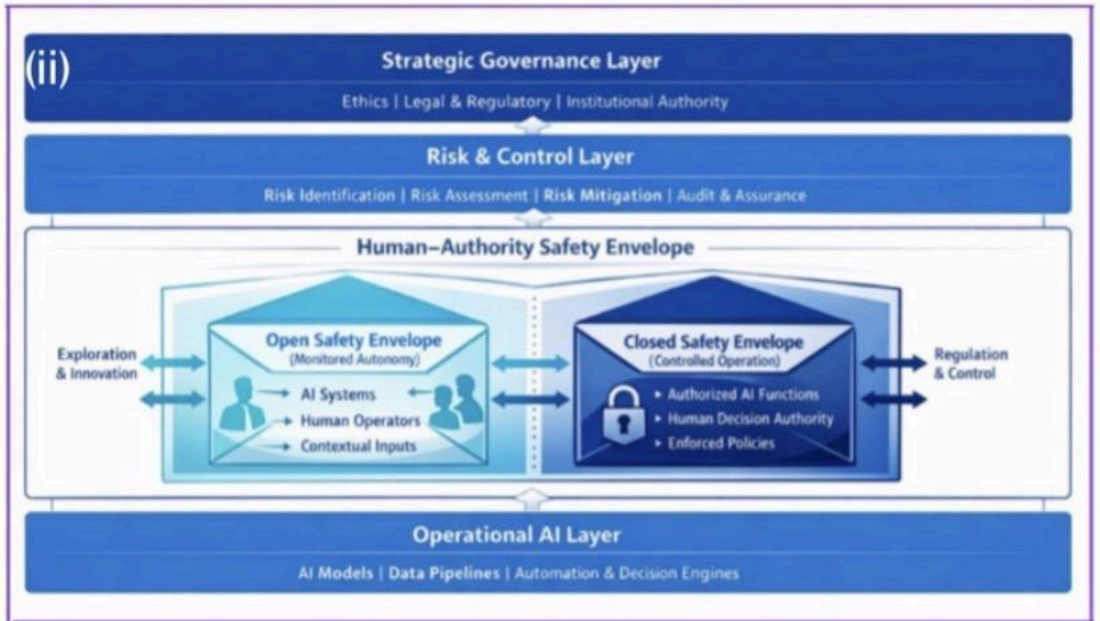 (ii)
Strategic Governance Layer
Ethics | Legal & Regulatory | Institutional Authority
Risk & Control Layer
Risk Identification | Risk Assessment | Risk Mitigation | Audit & Assurance
Human–Authority Safety Envelope
Exploration
& Innovation
Open Safety Envelope
(Monitored Autonomy)
AI Systems
Human Operators
Contextual Inputs
Closed Safety Envelope
(Controlled Operation)
▸ Authorized AI Functions
▸ Human Decision Authority
▸ Enforced Policies
Regulation
& Control
Operational AI Layer
AI Models | Data Pipelines | Automation & Decision Engines